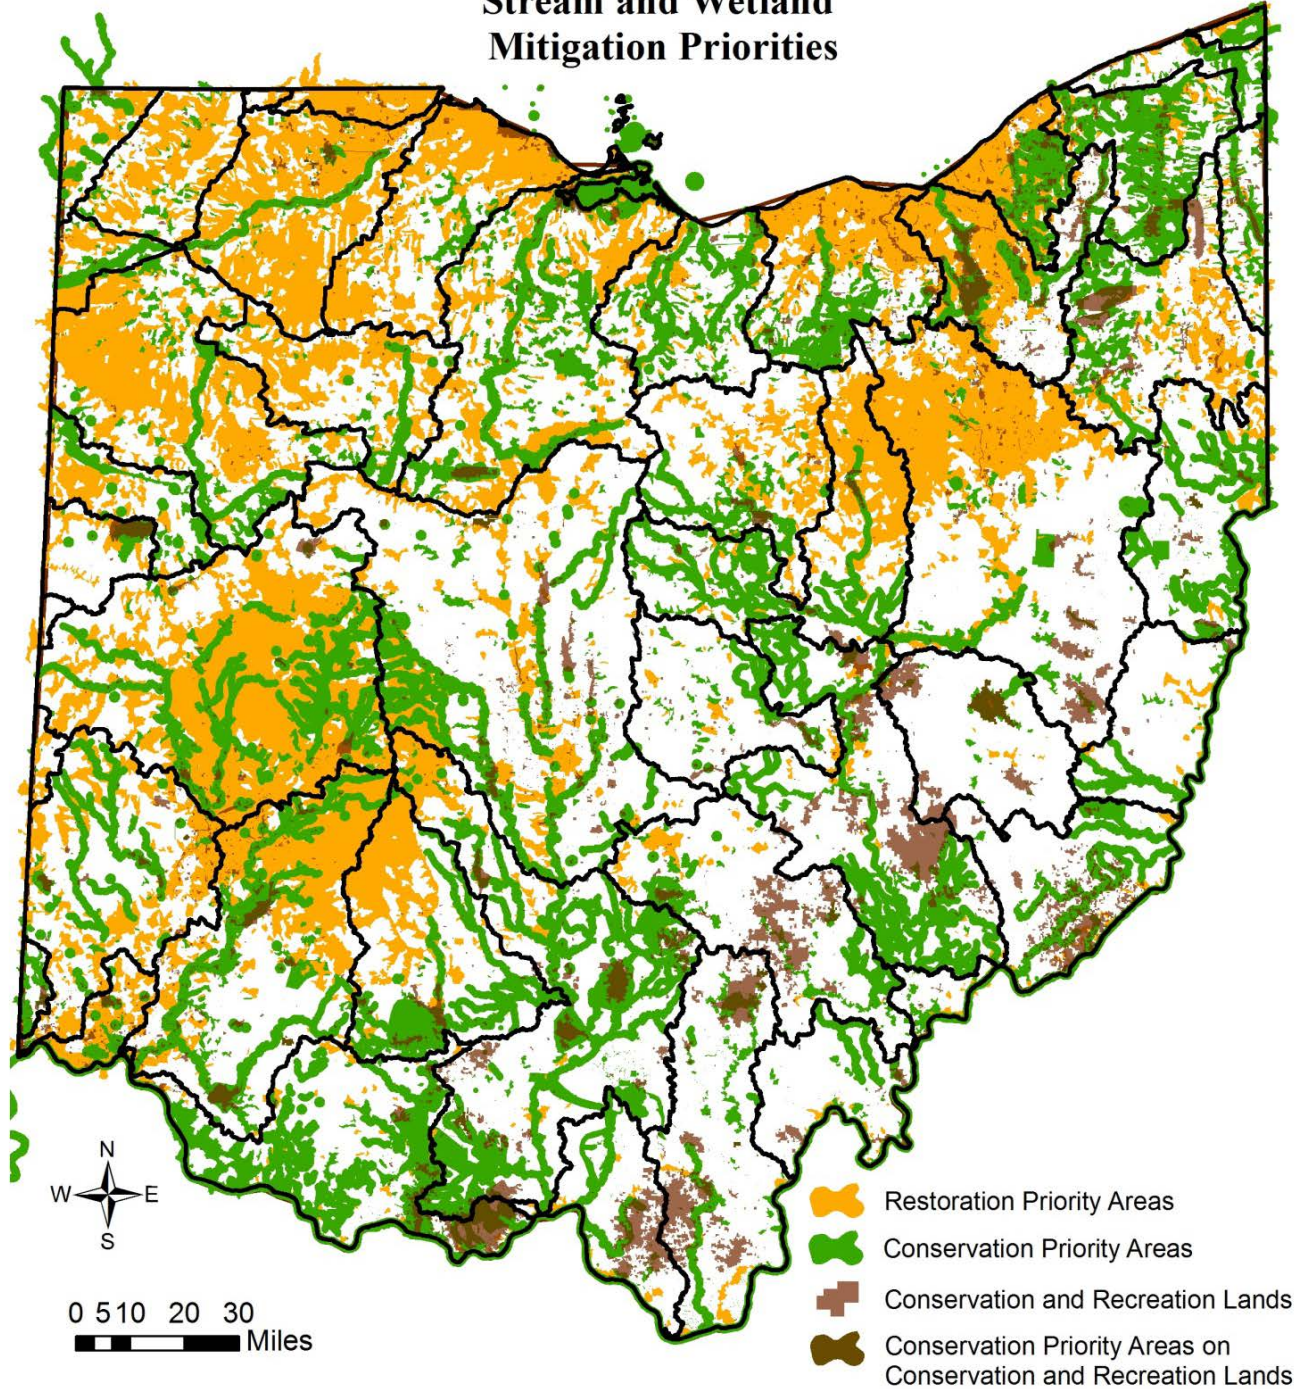 Stream and Wetland
Mitigation Priorities
N
W E
S
0 5 10 20 30
Miles
Restoration Priority Areas
Conservation Priority Areas
Conservation and Recreation Lands
Conservation Priority Areas on
Conservation and Recreation Lands